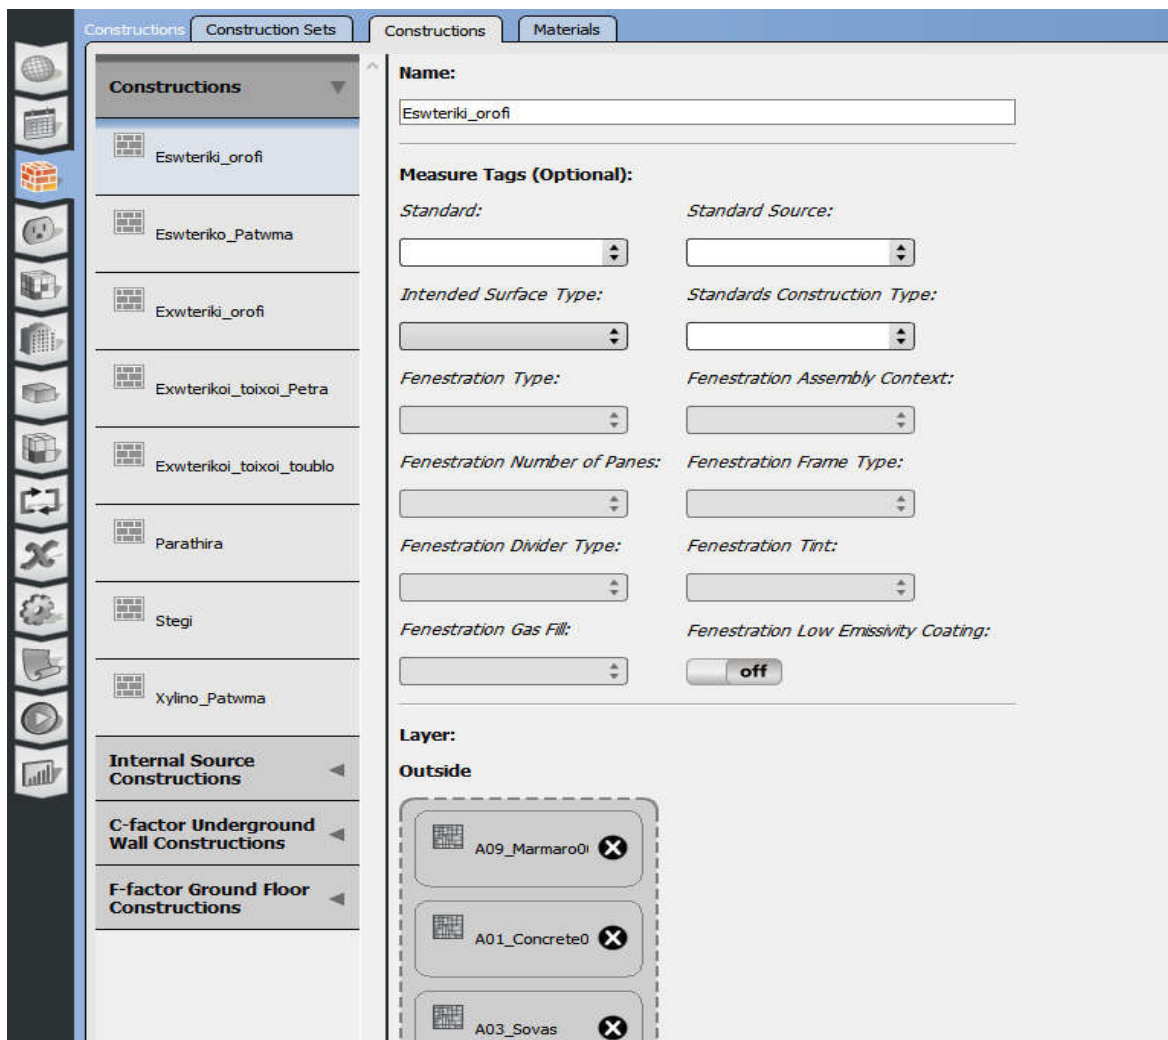 Constructions
Construction Sets
Constructions
Materials
Constructions
Eswteriki_orofi
Eswteriko_Patwma
Exwteriki_orofi
Exwterikoi_toixoi_Petra
Exwterikoi_toixoi_toublo
Parathira
Stegi
Xylino_Patwma
Internal Source
Constructions
C-factor Underground
Wall Constructions
F-factor Ground Floor
Constructions
Name:
Eswteriki_orofi
Measure Tags (Optional):
Standard: Standard Source:
Intended Surface Type: Standards Construction Type:
Fenestration Type: Fenestration Assembly Context:
Fenestration Number of Panes: Fenestration Frame Type:
Fenestration Divider Type: Fenestration Tint:
Fenestration Gas Fill: Fenestration Low Emissivity Coating:
off
Layer:
Outside
A09_Marmaro0
A01_Concrete0
A03_Sovas